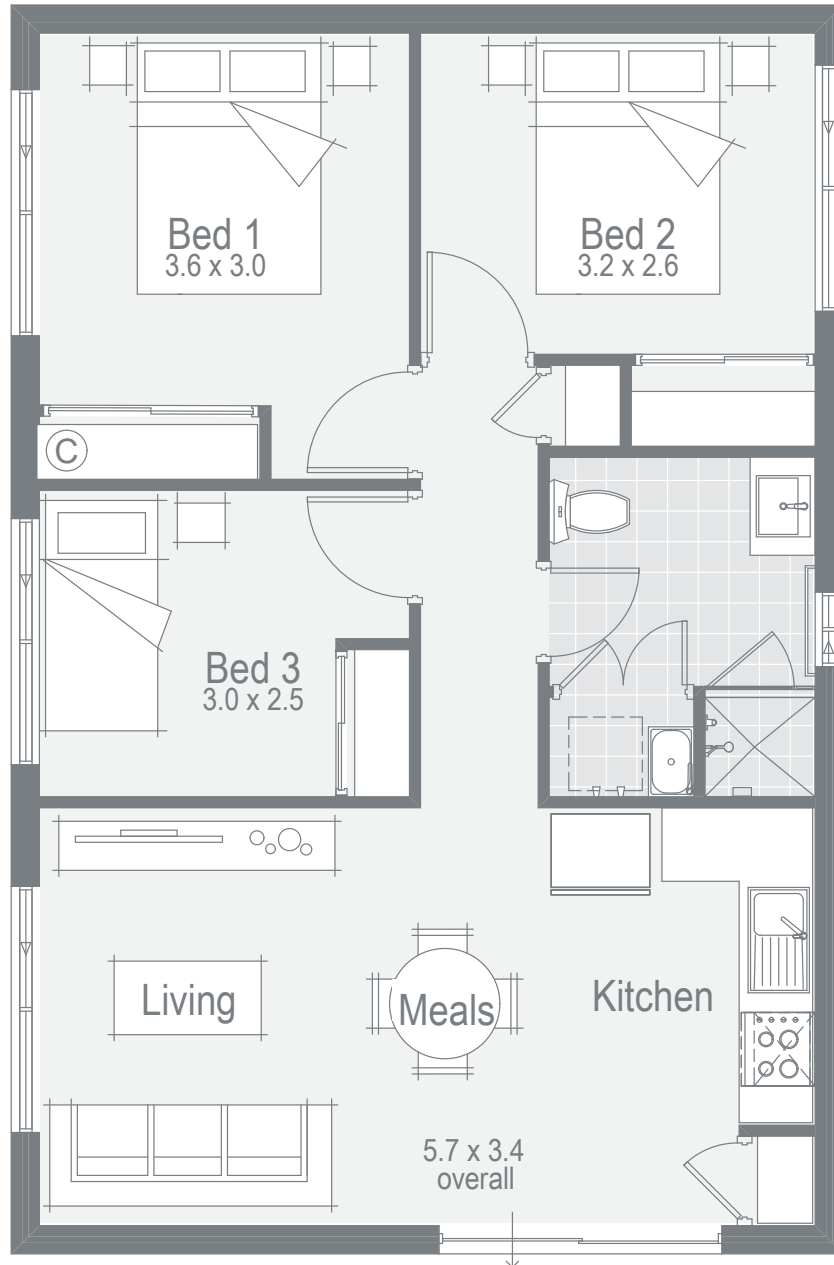 Bed 1
3.6 x 3.0
Bed 2
3.2 x 2.6
C
Bed 3
3.0 x 2.5
Living
Meals
Kitchen
5.7 x 3.4
overall